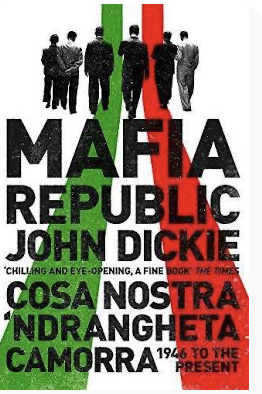 MAFIA
REPUBLIC
JOHN DICKIE
'CHILLING AND EYE-OPENING, A FINE BOOK' THE TIMES
COSA NOSTRA
'NDRANGHETA
CAMORRA 1946 TO THE
PRESENT